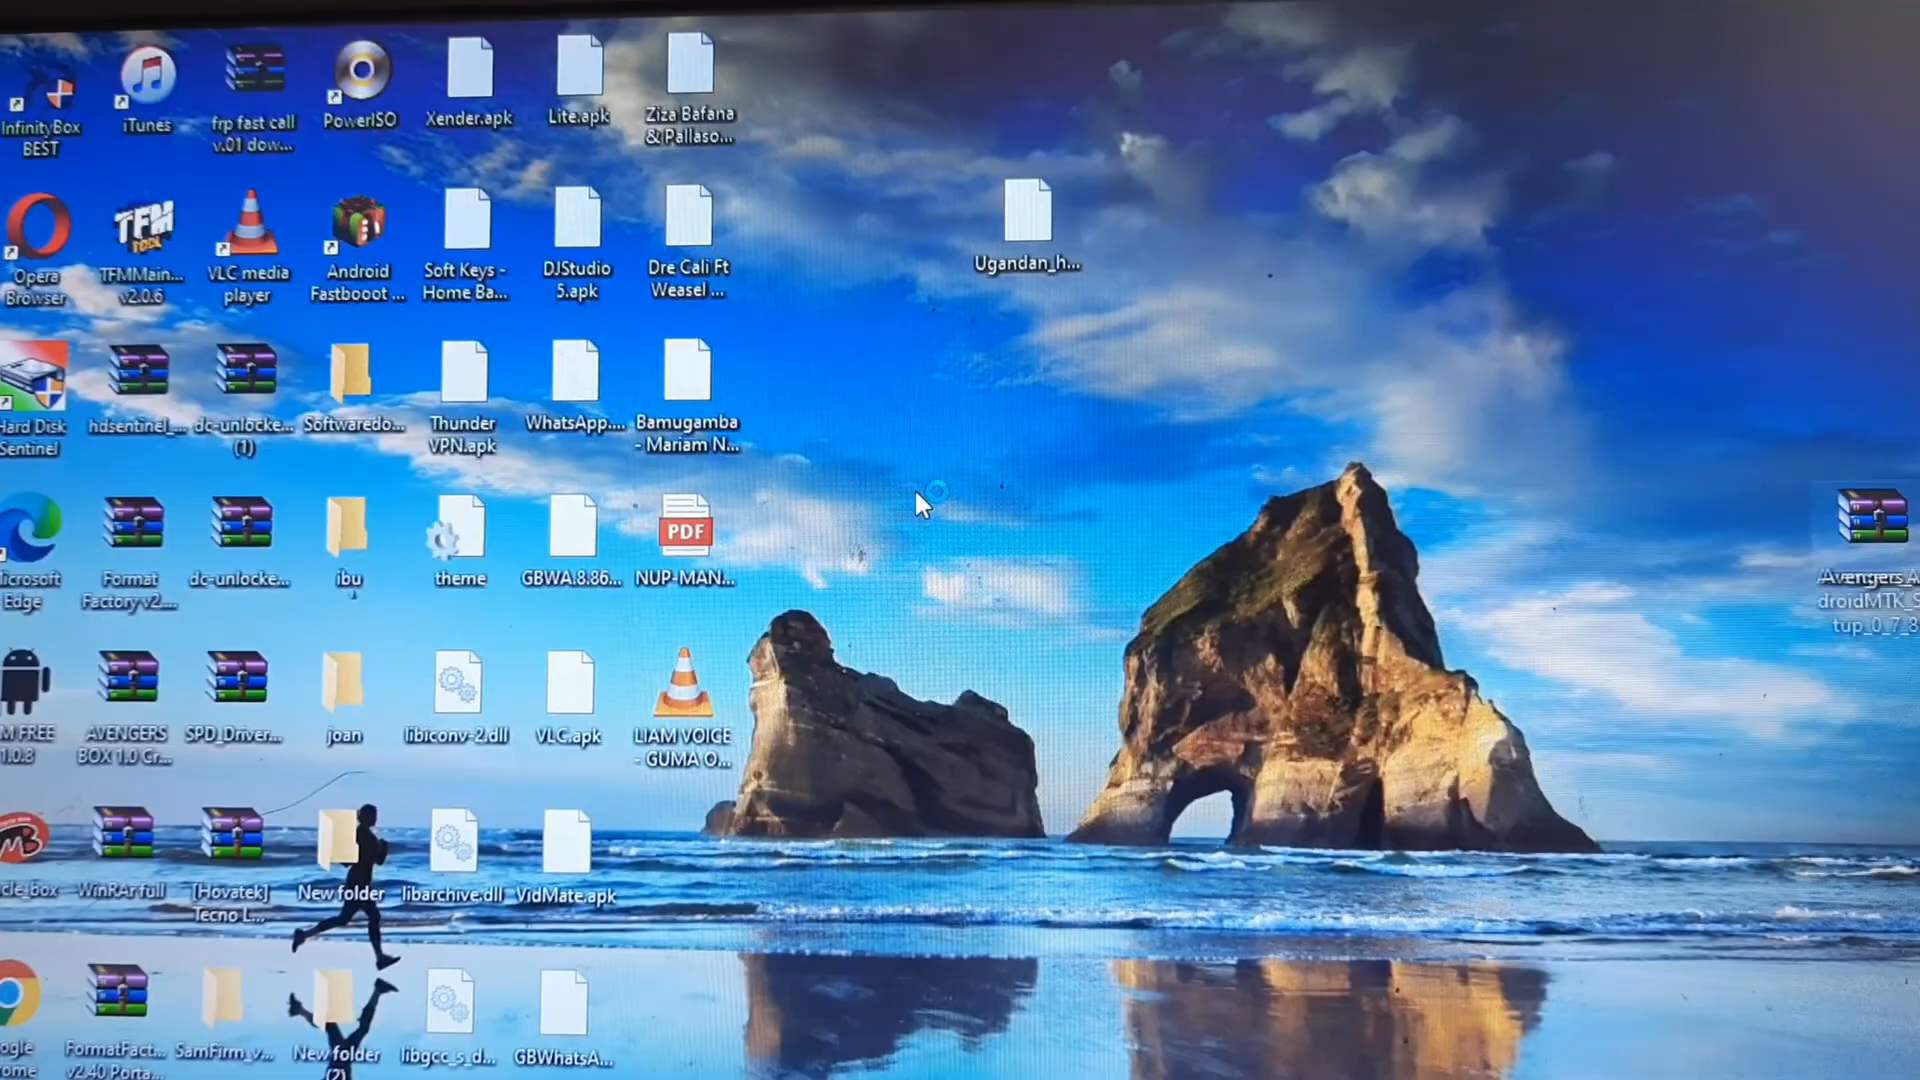 InfinityBox
BEST
iTunes
frp fast call
v.01 dow...
PowerISO
Xender.apk
Lite.apk
Ziza Bafana
& Pallaso...
Opera
Browser
TFM
TOOL
TFMMain...
v2.0.6
VLC media
player
Android
Fastbooot ...
Soft Keys -
Home Ba...
DJStudio
5.apk
Dre Cali Ft
Weasel ...
Ugandan_h...
Hard Disk
Sentinel
hdsentinel_...
dc-unlocke...
(1)
Softwaredo...
Thunder
VPN.apk
WhatsApp....
Bamugamba
- Mariam N...
Microsoft
Edge
Format
Factory v2....
dc-unlocke...
ibu
theme
GBWA.8.86...
PDF
NUP-MAN...
Avengers_A
droidMTK_S
tup_0_7_8
M FREE
1.0.8
AVENGERS
BOX 1.0 Cr...
SPD_Driver...
joan
libiconv-2.dll
VLC.apk
LIAM VOICE
- GUMA O...
cle_box
WinRAr full
[Hovatek]
Tecno L...
New folder
libarchive.dll
VidMate.apk
ogle
ome
FormatFact...
v2.40 Porta...
SamFirm_v...
New folder
(2)
libgcc_s_d...
GBWhatsA...